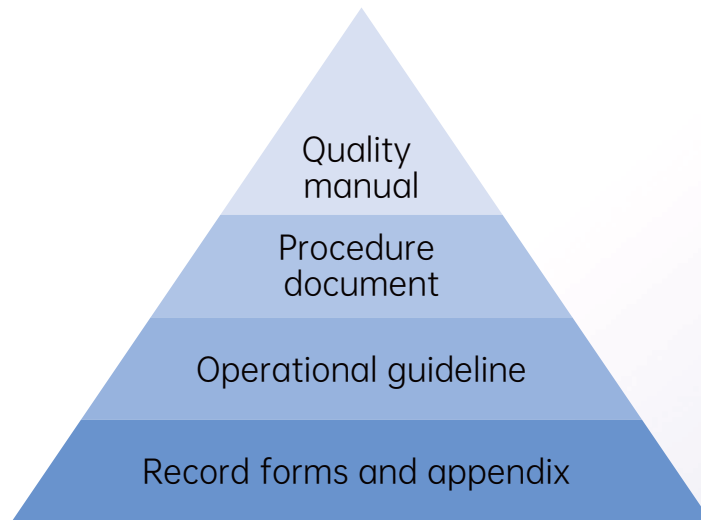 Quality
manual
Procedure
document
Operational guideline
Record forms and appendix